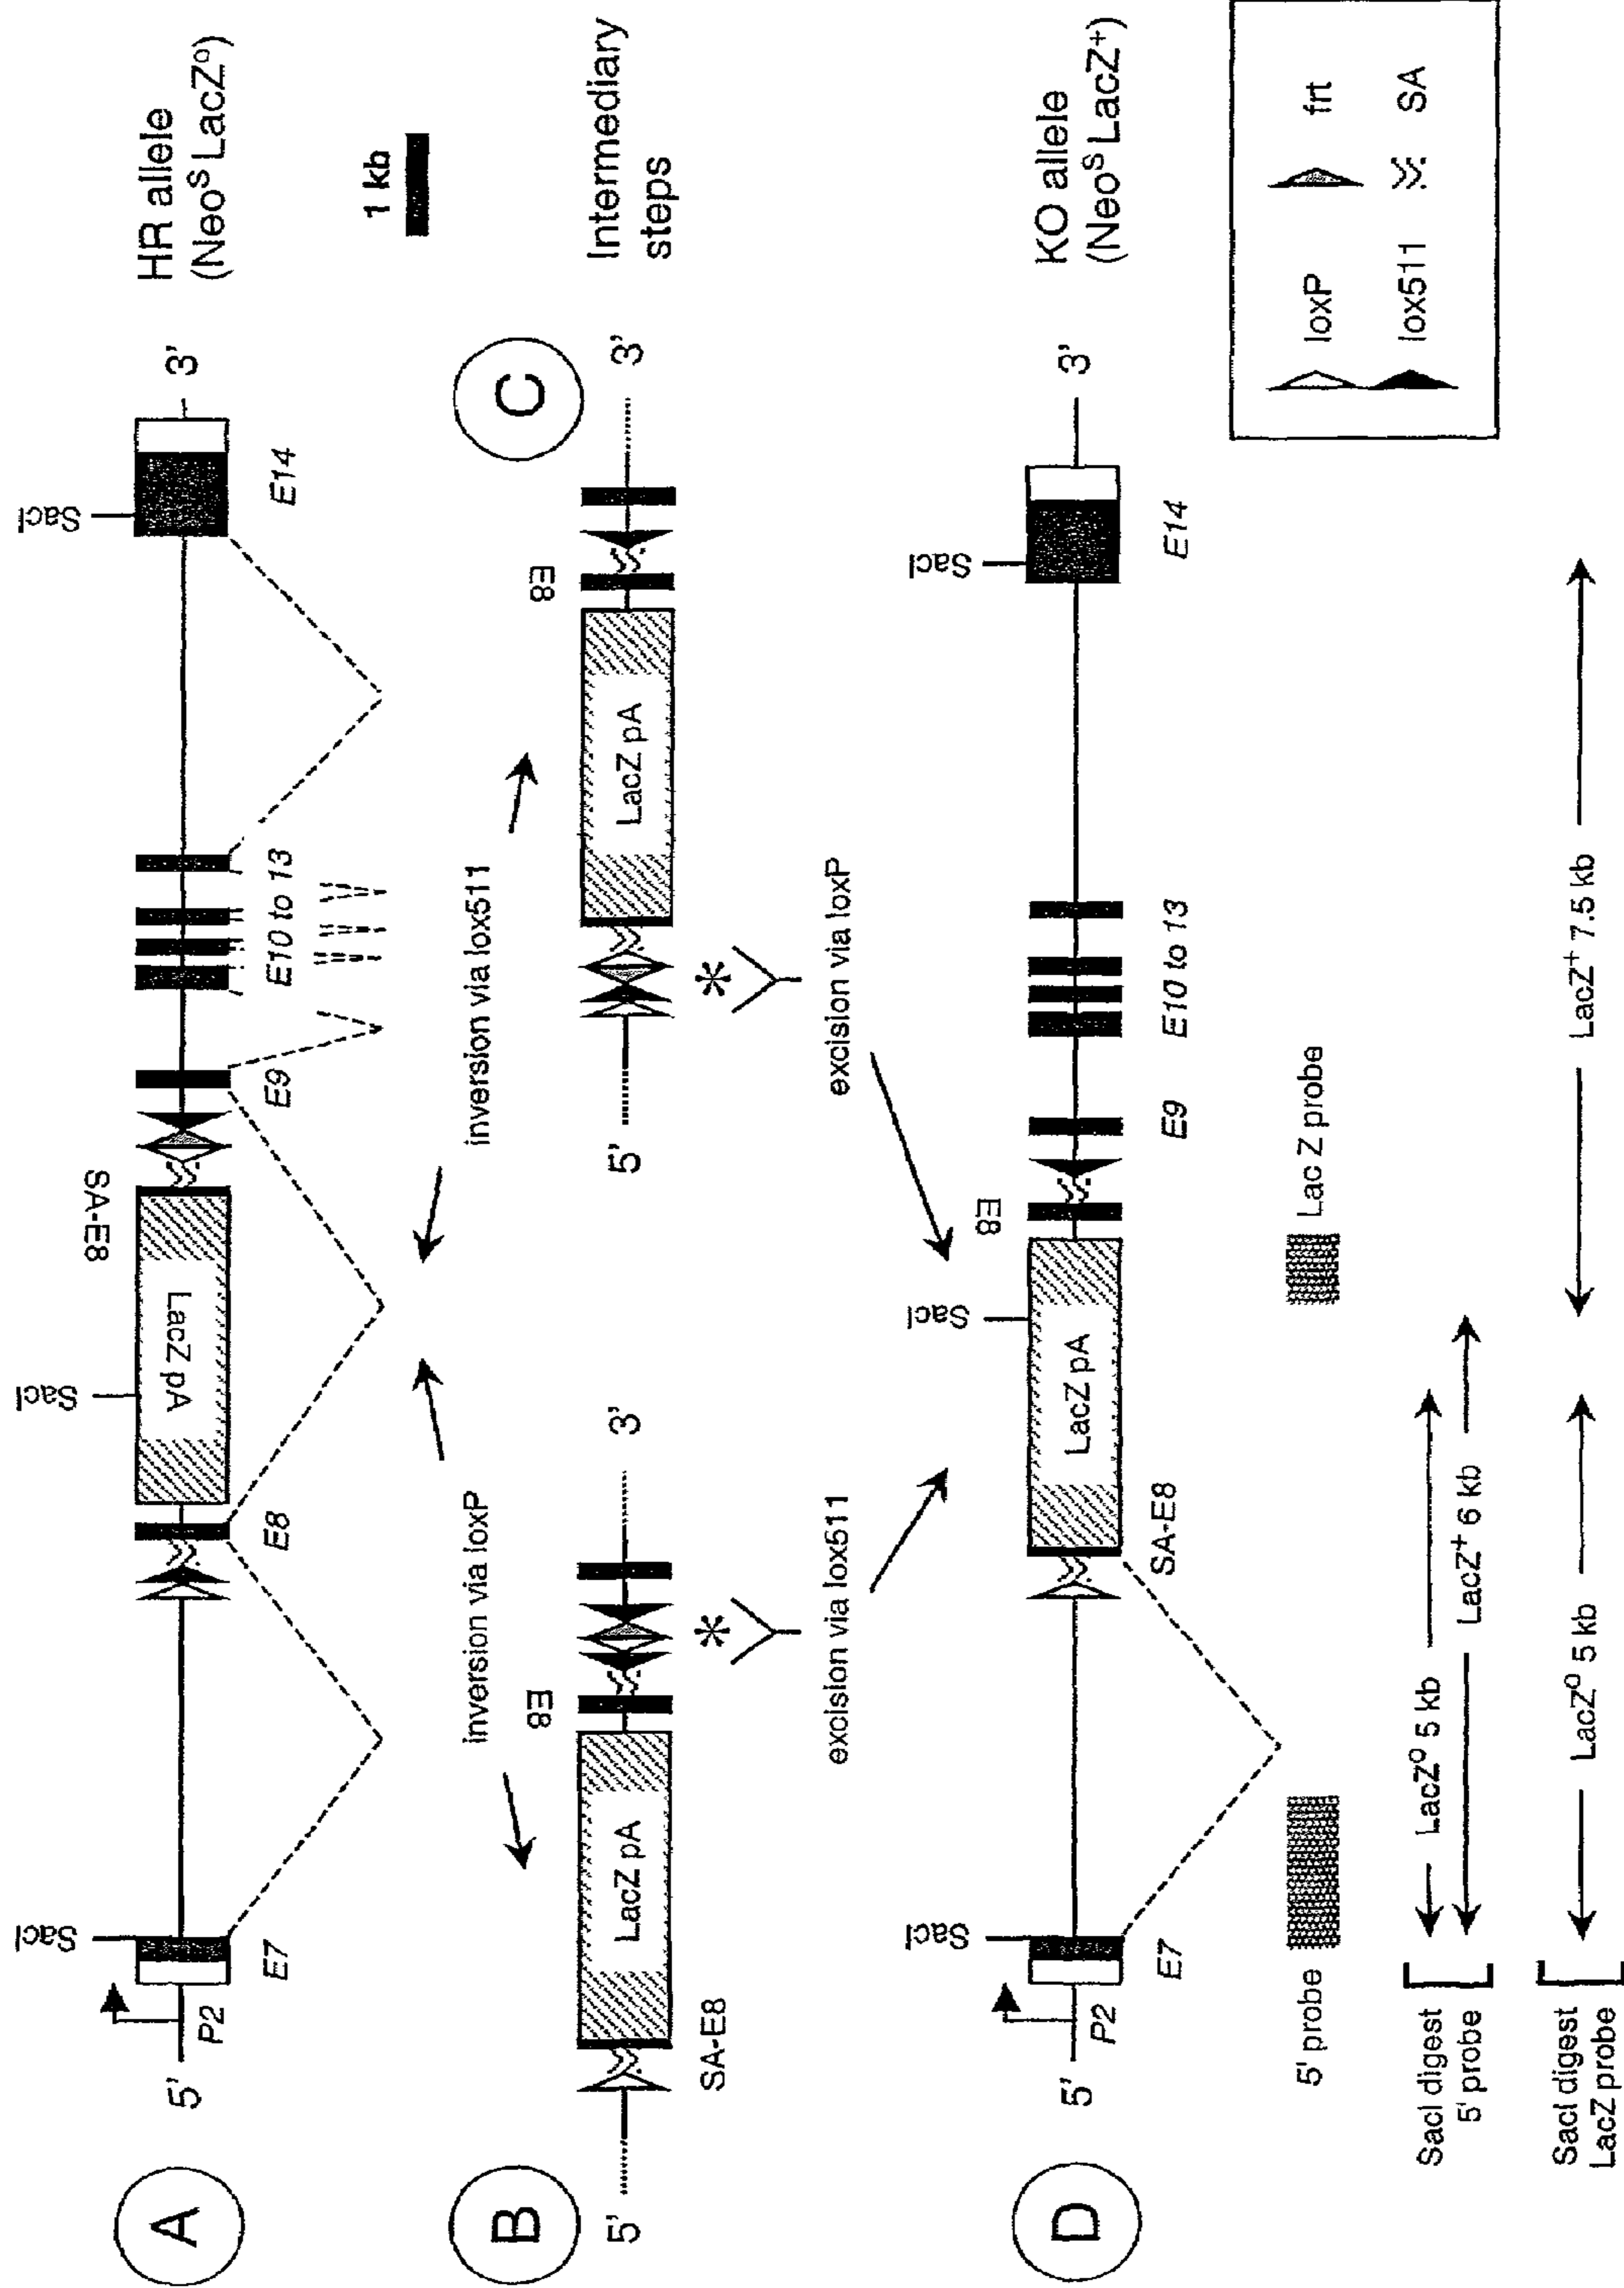 A
5'
P2
E7
SacI
E8
SacI
LacZ pA
SA-E8
E9
E10 to 13
SacI
E14
3'
HR allele
(Neo^S LacZ^o)
1 kb
inversion via loxP
inversion via lox511
B
5'
SA-E8
LacZ pA
E8
3'
*
C
5'
*
LacZ pA
E8
3'
Intermediary
steps
excision via lox511
excision via loxP
D
5'
P2
E7
SacI
SA-E8
LacZ pA
SacI
E8
E9
E10 to 13
SacI
E14
3'
KO allele
(Neo^S LacZ^+)
5' probe
Lac Z probe
SacI digest
5' probe
LacZ^o 5 kb
LacZ^+ 6 kb
SacI digest
LacZ probe
LacZ^o 5 kb
LacZ^+ 7.5 kb
loxP
frt
lox511
SA